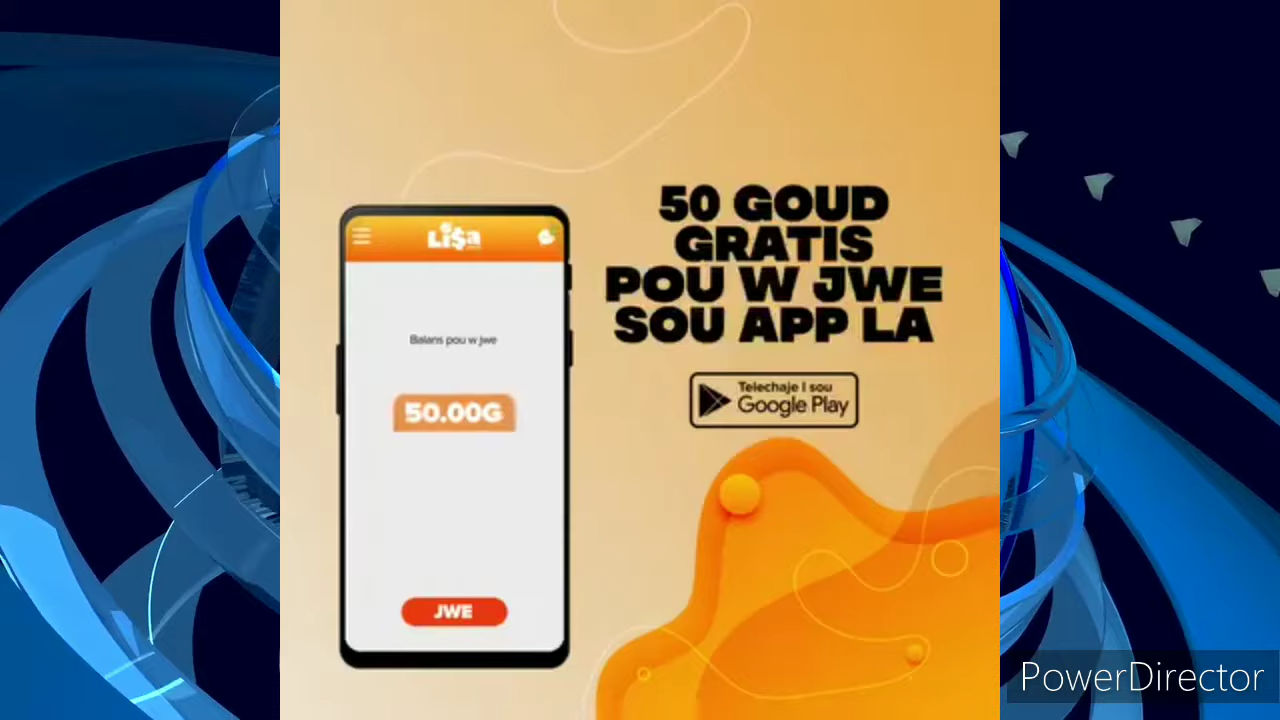 Li$a
Balans pou w jwe
50.00G
JWE
50 GOUD
GRATIS
POU W JWE
SOU APP LA
Telechaje l sou
Google Play
PowerDirector